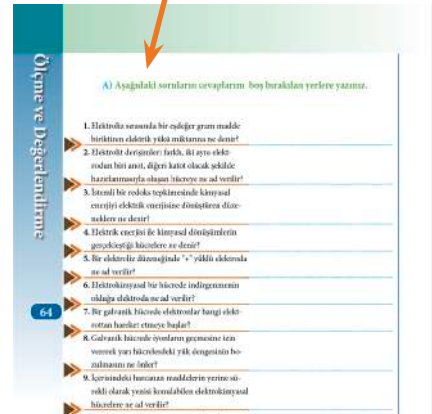 Ölçme ve Değerlendirme
A) Aşağıdaki soruların cevaplarını boş bırakılan yerlere yazınız.
1. Elektroliz sırasında bir eşdeğer gram madde
biriktiren elektrik yükü miktarına ne denir?
2. Elektrolit derişimleri farklı, iki aynı elekt-
rodun biri anot, diğeri katot olacak şekilde
hazırlanmasıyla oluşan hücreye ne ad verilir?
3. İstemli bir redoks tepkimesinde kimyasal
enerjiyi elektrik enerjisine dönüştüren düze-
neklere ne denir?
4. Elektrik enerjisi ile kimyasal dönüşümlerin
gerçekleştiği hücrelere ne denir?
5. Bir elektroliz düzeneğinde "+" yüklü elektroda
ne ad verilir?
6. Elektrokimyasal bir hücrede indirgenmenin
olduğu elektroda ne ad verilir?
7. Bir galvanik hücrede elektronlar hangi elekt-
rottan hareket etmeye başlar?
8. Galvanik hücrede iyonların geçmesine izin
vererek yarı hücrelerdeki yük dengesinin bo-
zulmasını ne önler?
9. İçerisindeki harcanan maddelerin yerine sü-
rekli olarak yenisi konulabilen elektrokimyasal
hücrelere ne ad verilir?
64